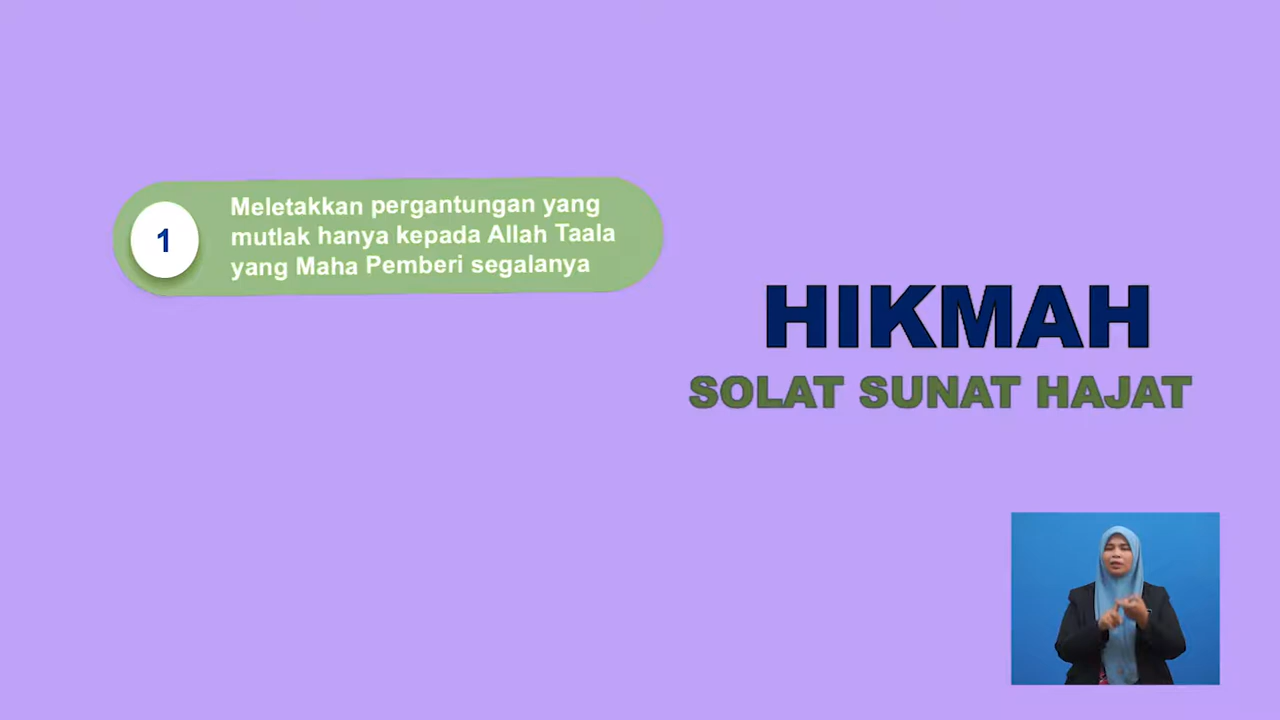 1
Meletakkan pergantungan yang
mutlak hanya kepada Allah Taala
yang Maha Pemberi segalanya
HIKMAH
SOLAT SUNAT HAJAT